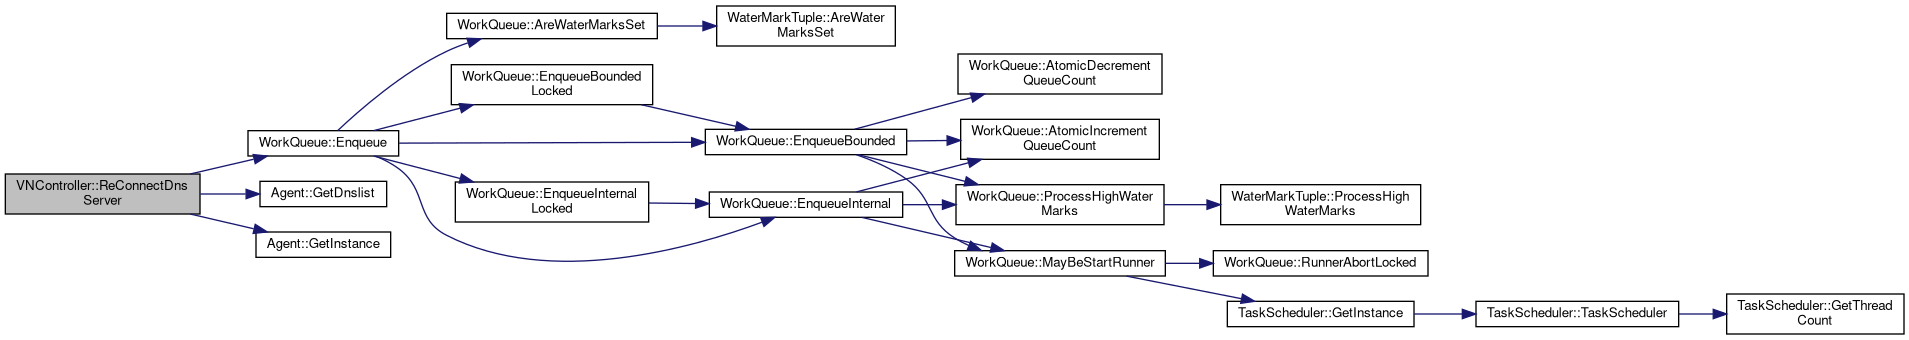 VNController::ReConnectDns
Server
WorkQueue::Enqueue
Agent::GetDnslist
Agent::GetInstance
WorkQueue::AreWaterMarksSet
WorkQueue::EnqueueBounded
Locked
WorkQueue::EnqueueInternal
Locked
WaterMarkTuple::AreWater
MarksSet
WorkQueue::EnqueueBounded
WorkQueue::EnqueueInternal
WorkQueue::AtomicDecrement
QueueCount
WorkQueue::AtomicIncrement
QueueCount
WorkQueue::ProcessHighWater
Marks
WorkQueue::MayBeStartRunner
WaterMarkTuple::ProcessHigh
WaterMarks
WorkQueue::RunnerAbortLocked
TaskScheduler::GetInstance
TaskScheduler::TaskScheduler
TaskScheduler::GetThread
Count